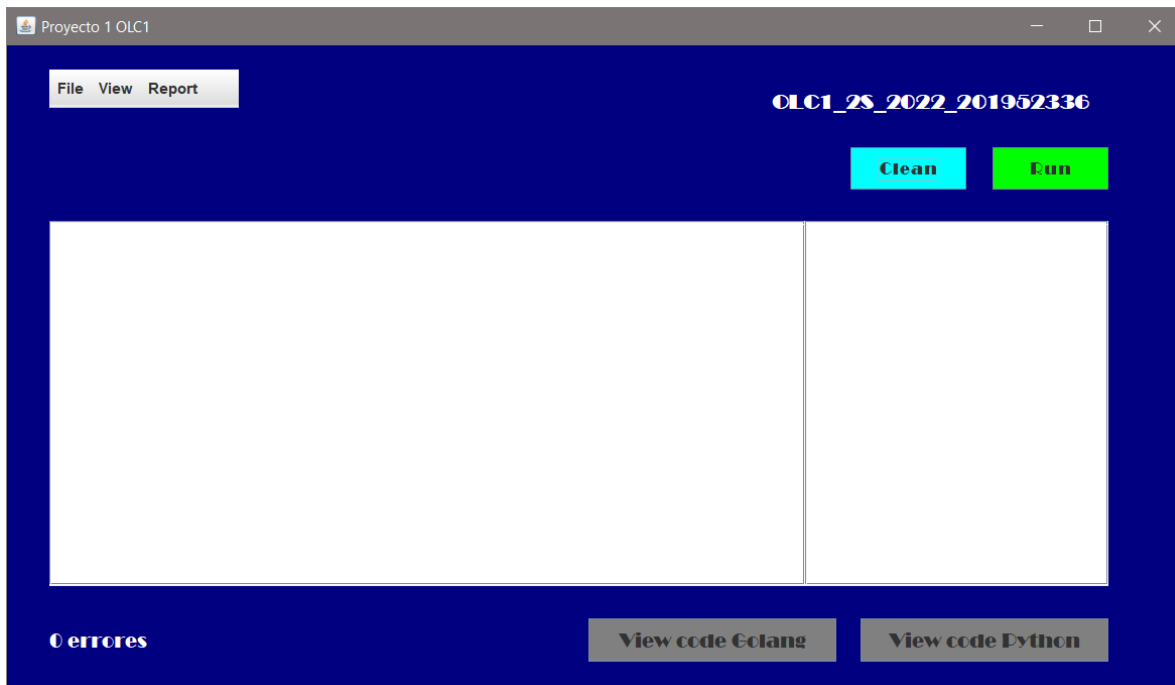 Proyecto 1 OLC1
File View Report
OLC1_2S_2022_201952336
Clean Run
0 errores
View code Golang View code Python